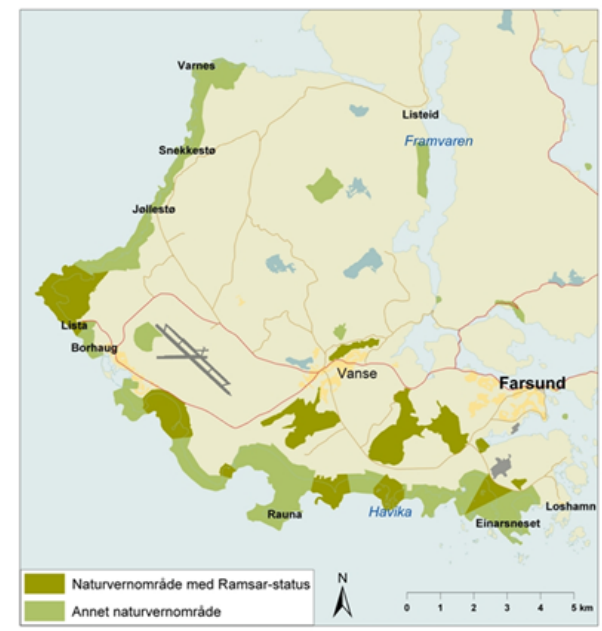 Varnes
Listeid
Framvaren
Snekkestø
Jøllestø
Lista
Borhaug
Vanse
Farsund
Rauna
Havika
Loshamn
Einarsneset
Naturvernområde med Ramsar-status
Annet naturvernområde
N
0 1 2 3 4 5 km